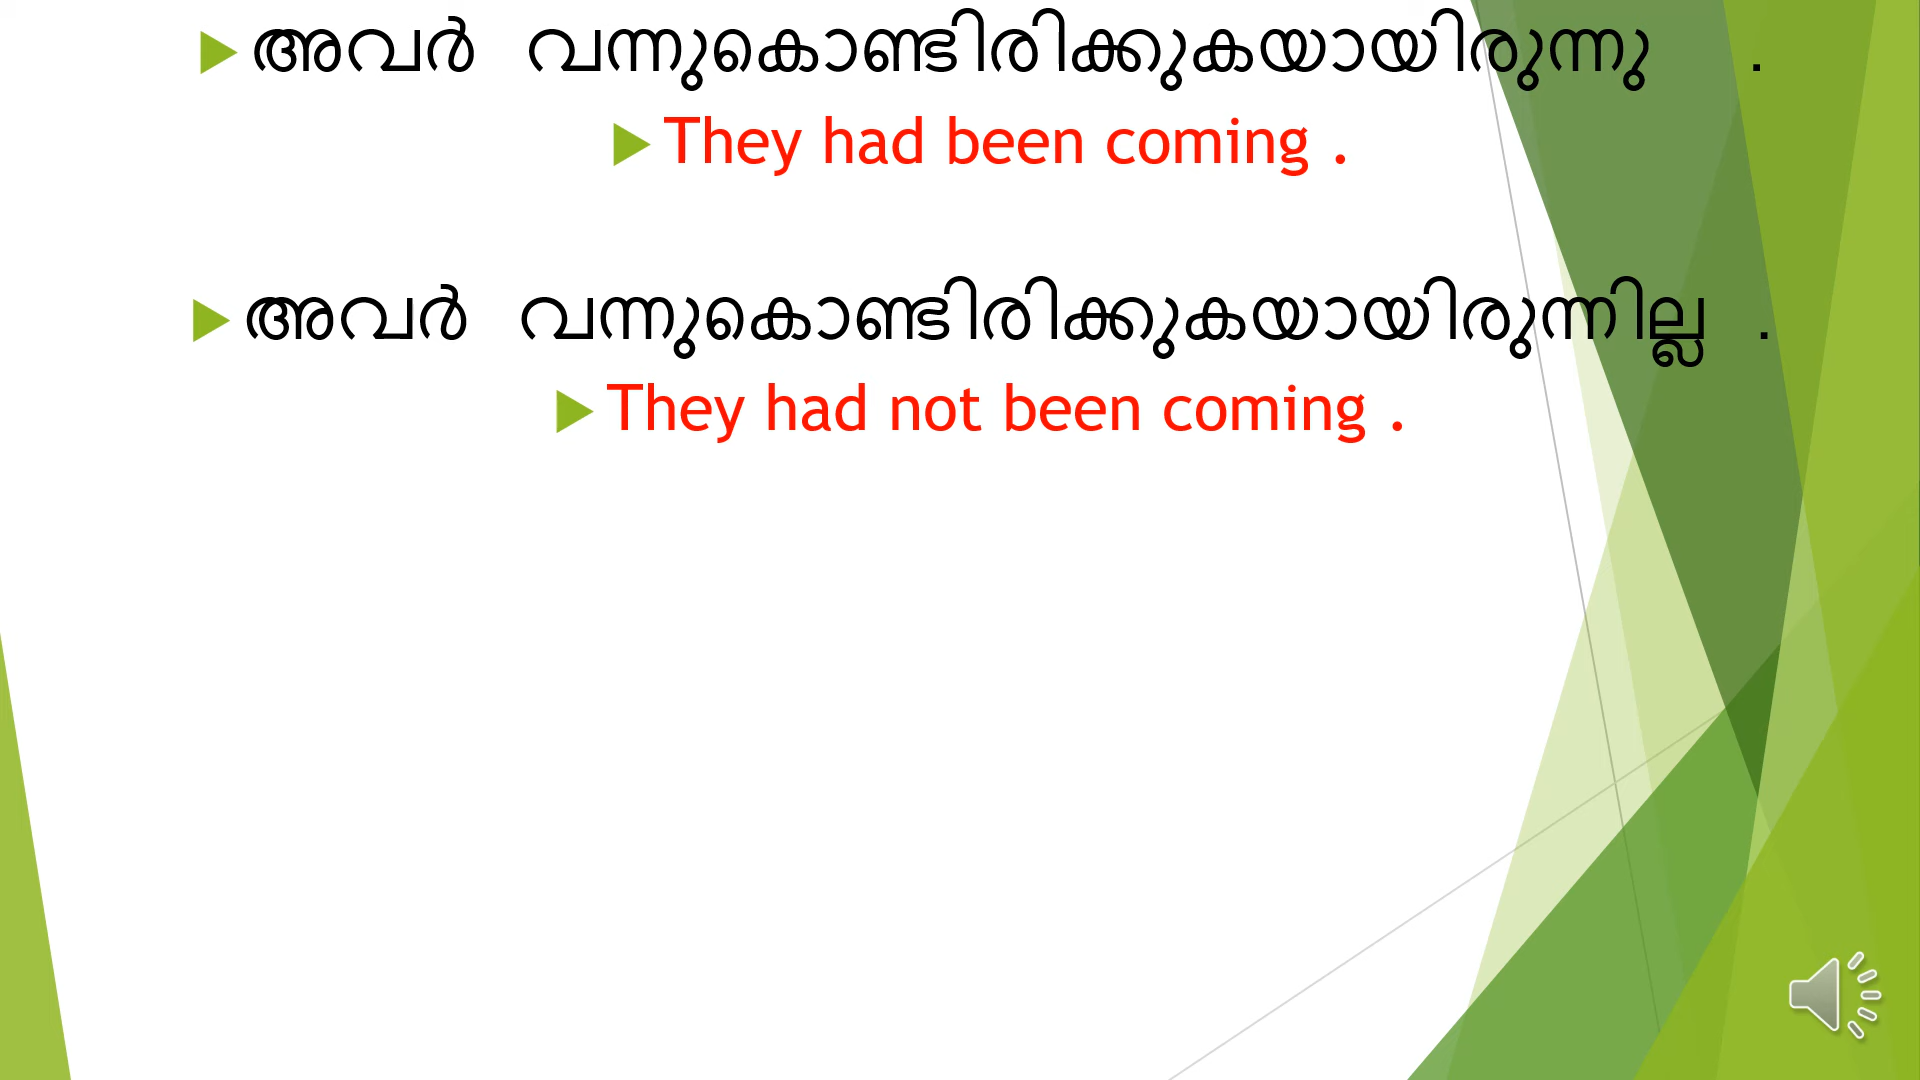 അവർ വന്നുകൊണ്ടിരിക്കുകയായിരുന്നു .
They had been coming .
അവർ വന്നുകൊണ്ടിരിക്കുകയായിരുന്നില്ല .
They had not been coming .